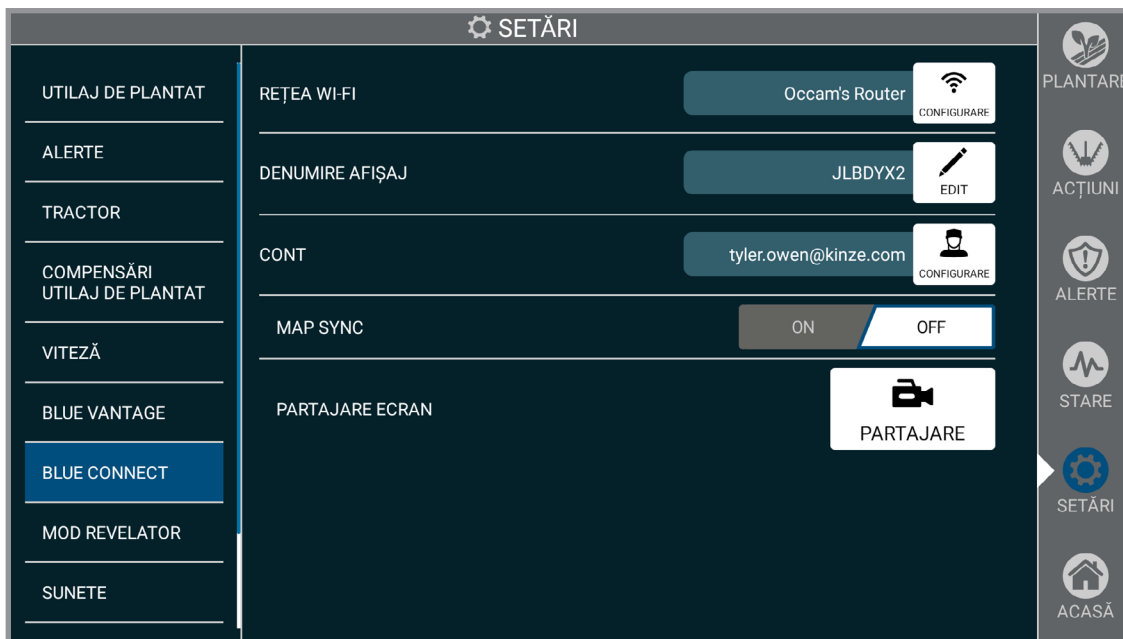 SETĂRI
UTILAJ DE PLANTAT
ALERTE
TRACTOR
COMPENSĂRI
UTILAJ DE PLANTAT
VITEZĂ
BLUE VANTAGE
BLUE CONNECT
MOD REVELATOR
SUNETE
REȚEA WI-FI
Occam's Router
CONFIGURARE
DENUMIRE AFIȘAJ
JLBDYX2
EDIT
CONT
tyler.owen@kinze.com
CONFIGURARE
MAP SYNC
ON
OFF
PARTAJARE ECRAN
PARTAJARE
PLANTARE
ACȚIUNI
ALERTE
STARE
SETĂRI
ACASĂ